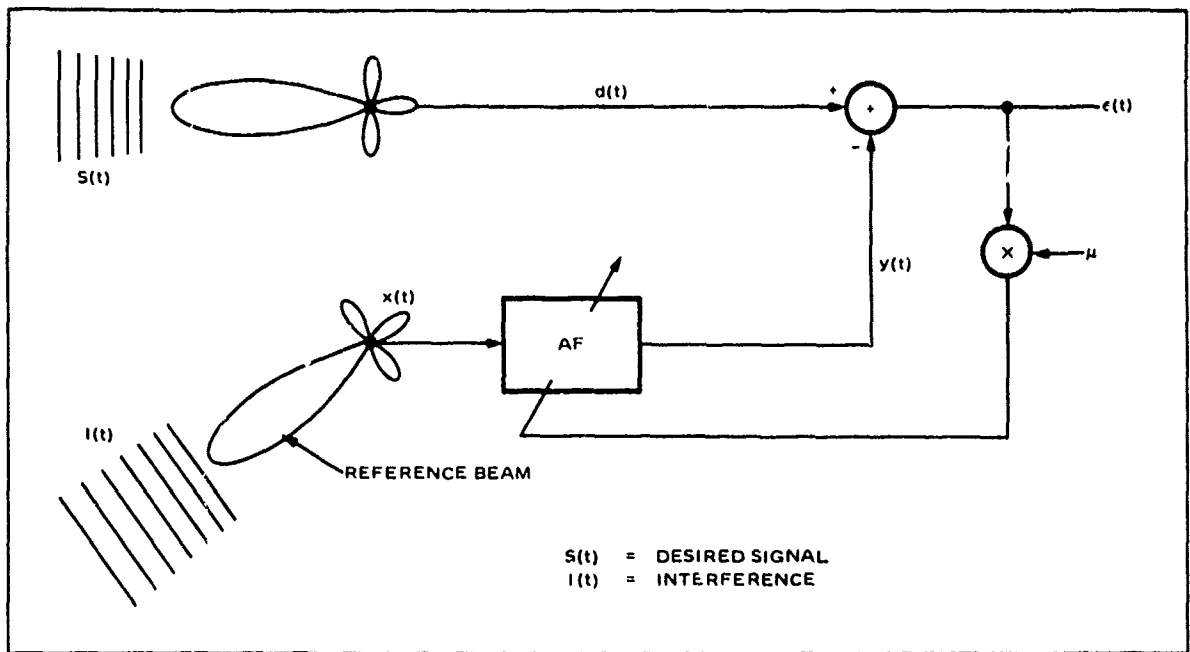 d(t)
+
+
ϵ(t)
S(t)
-
X
μ
y(t)
x(t)
AF
I(t)
REFERENCE BEAM
S(t) = DESIRED SIGNAL
I(t) = INTERFERENCE